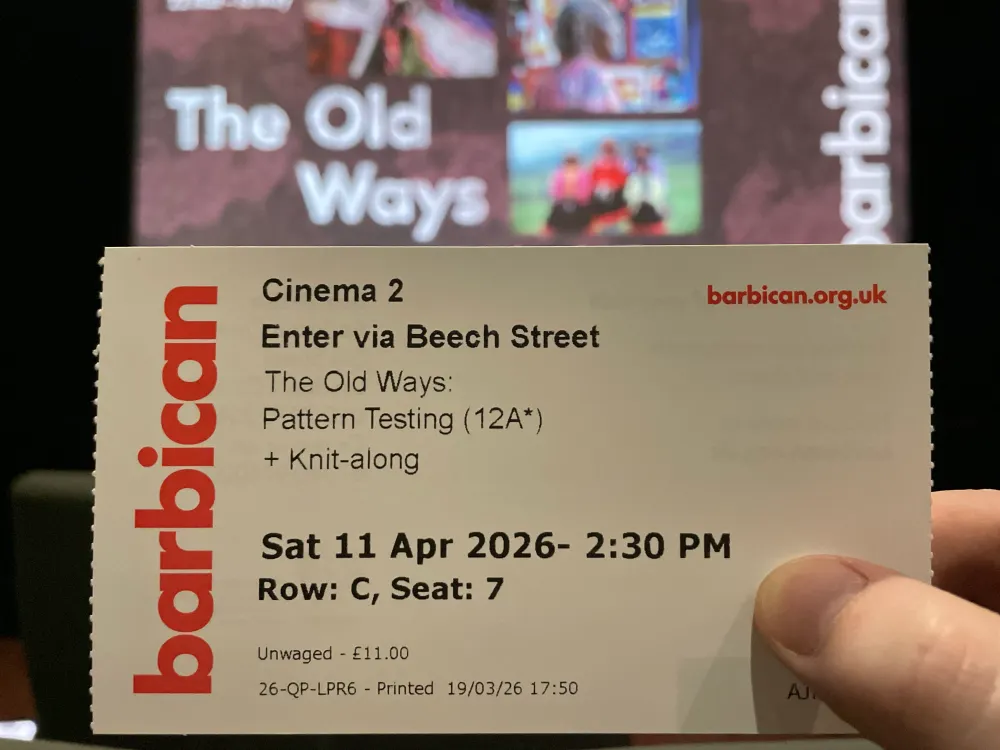 The Old
Ways
barbican
barbican
Cinema 2
Enter via Beech Street
The Old Ways:
Pattern Testing (12A*)
+ Knit-along
barbican.org.uk
Sat 11 Apr 2026- 2:30 PM
Row: C, Seat: 7
Unwaged - £11.00
26-QP-LPR6 - Printed 19/03/26 17:50